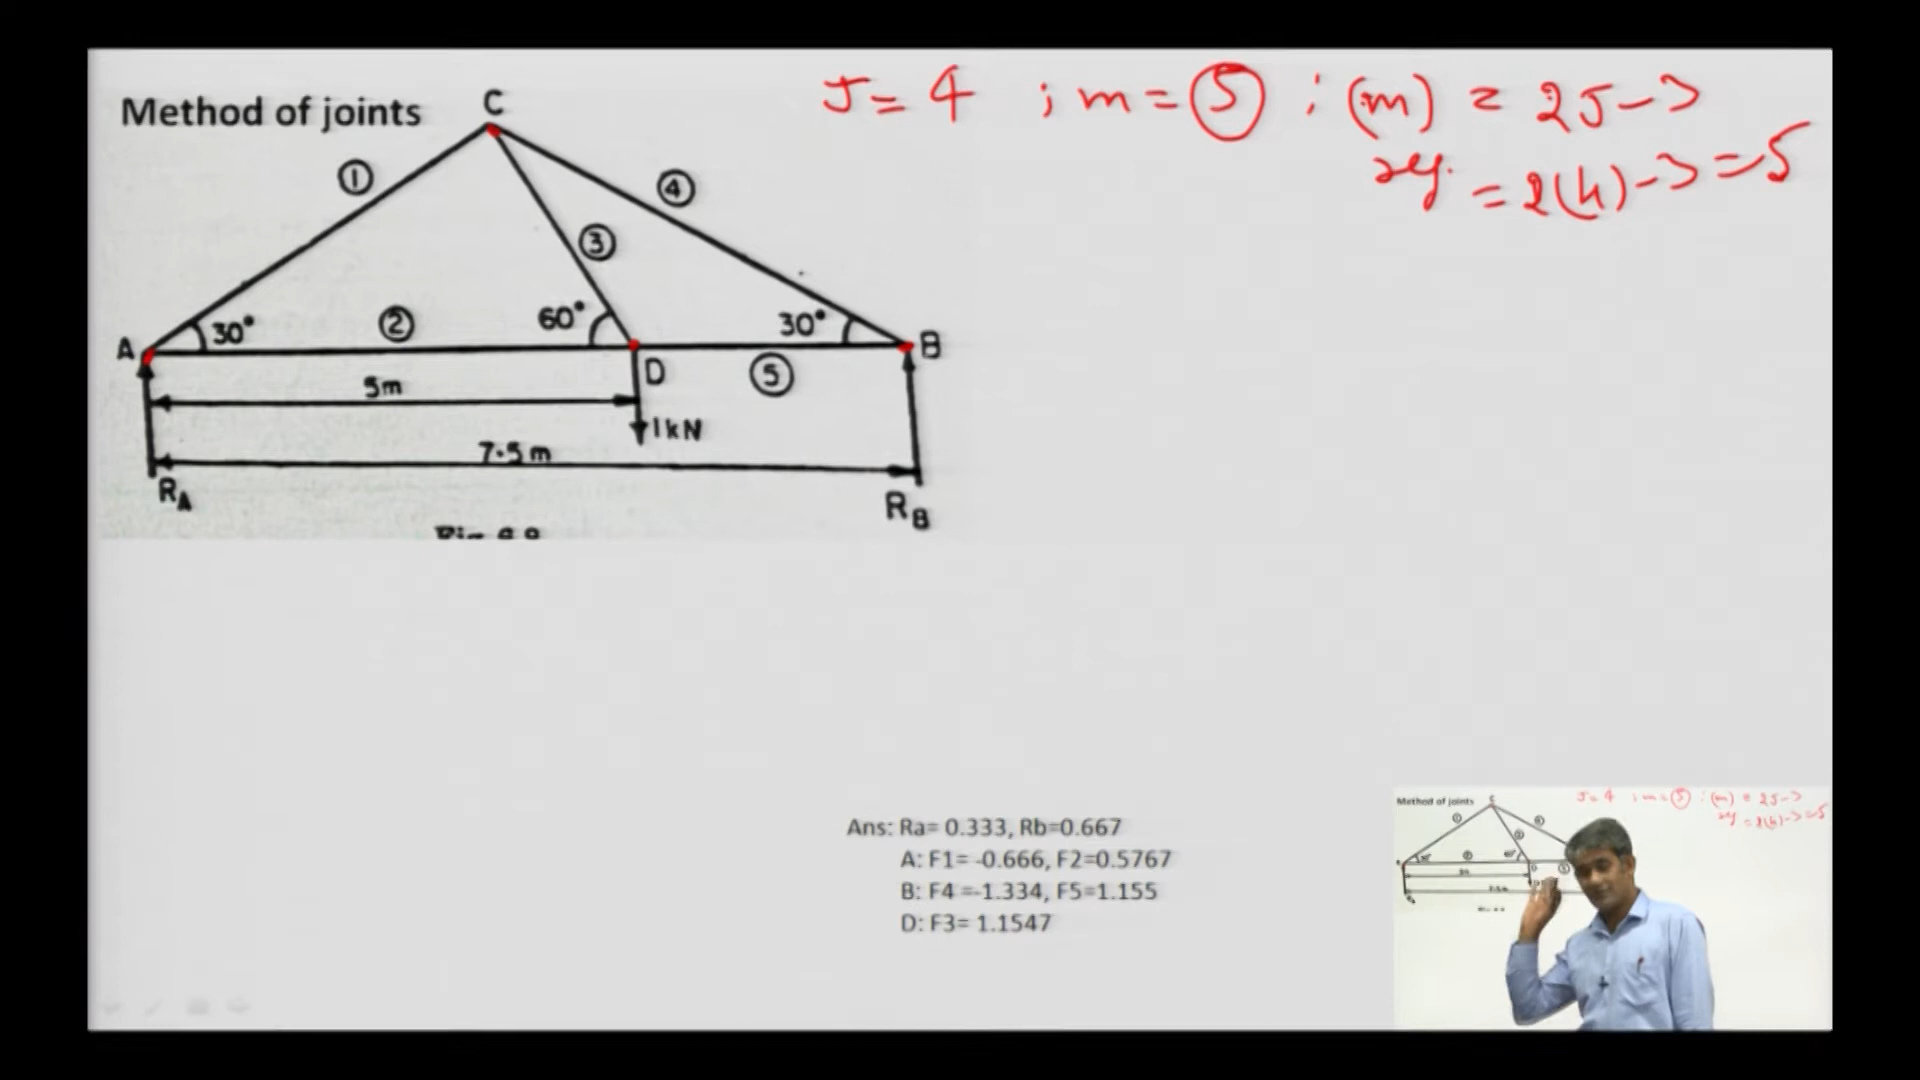 Method of joints
J = 4 ; m = 5 ; (m) = 2J - 3
= 2(4) - 3 = 5
C
1
4
3
A
30°
2
60°
30°
B
D
5
5m
1kN
7.5m
RA
RB
Ans: Ra= 0.333, Rb=0.667
A: F1= -0.666, F2=0.5767
B: F4 =-1.334, F5=1.155
D: F3= 1.1547